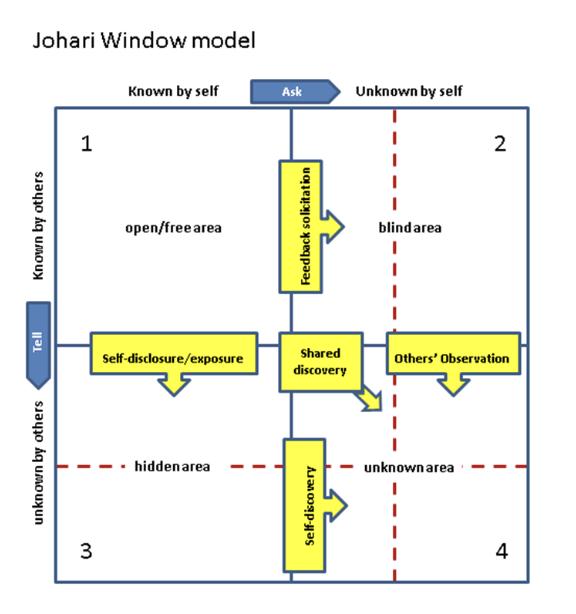 Johari Window model
Known by self
Ask
Unknown by self
1
2
Known by others
Feedback solicitation
open/free area
blind area
Tell
Self-disclosure/exposure
Shared
discovery
Others' Observation
unknown by others
hidden area
Self-discovery
unknown area
3
4